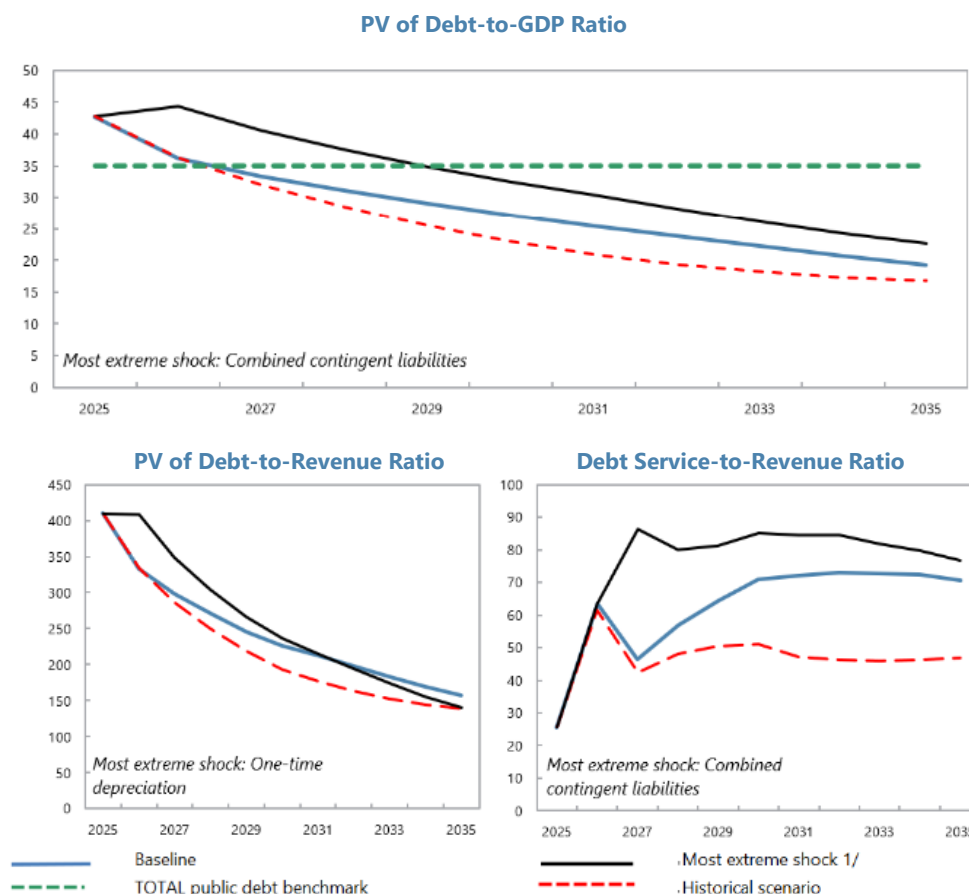 PV of Debt-to-GDP Ratio
50
45
40
35
30
25
20
15
10
5
0
Most extreme shock: Combined contingent liabilities
2025 2027 2029 2031 2033 2035
PV of Debt-to-Revenue Ratio
450
400
350
300
250
200
150
100
50
0
Most extreme shock: One-time
depreciation
2025 2027 2029 2031 2033 2035
Debt Service-to-Revenue Ratio
100
90
80
70
60
50
40
30
20
10
0
Most extreme shock: Combined
contingent liabilities
2025 2027 2029 2031 2033 2035
Baseline
TOTAL public debt benchmark
.Most extreme shock 1/
.Historical scenario